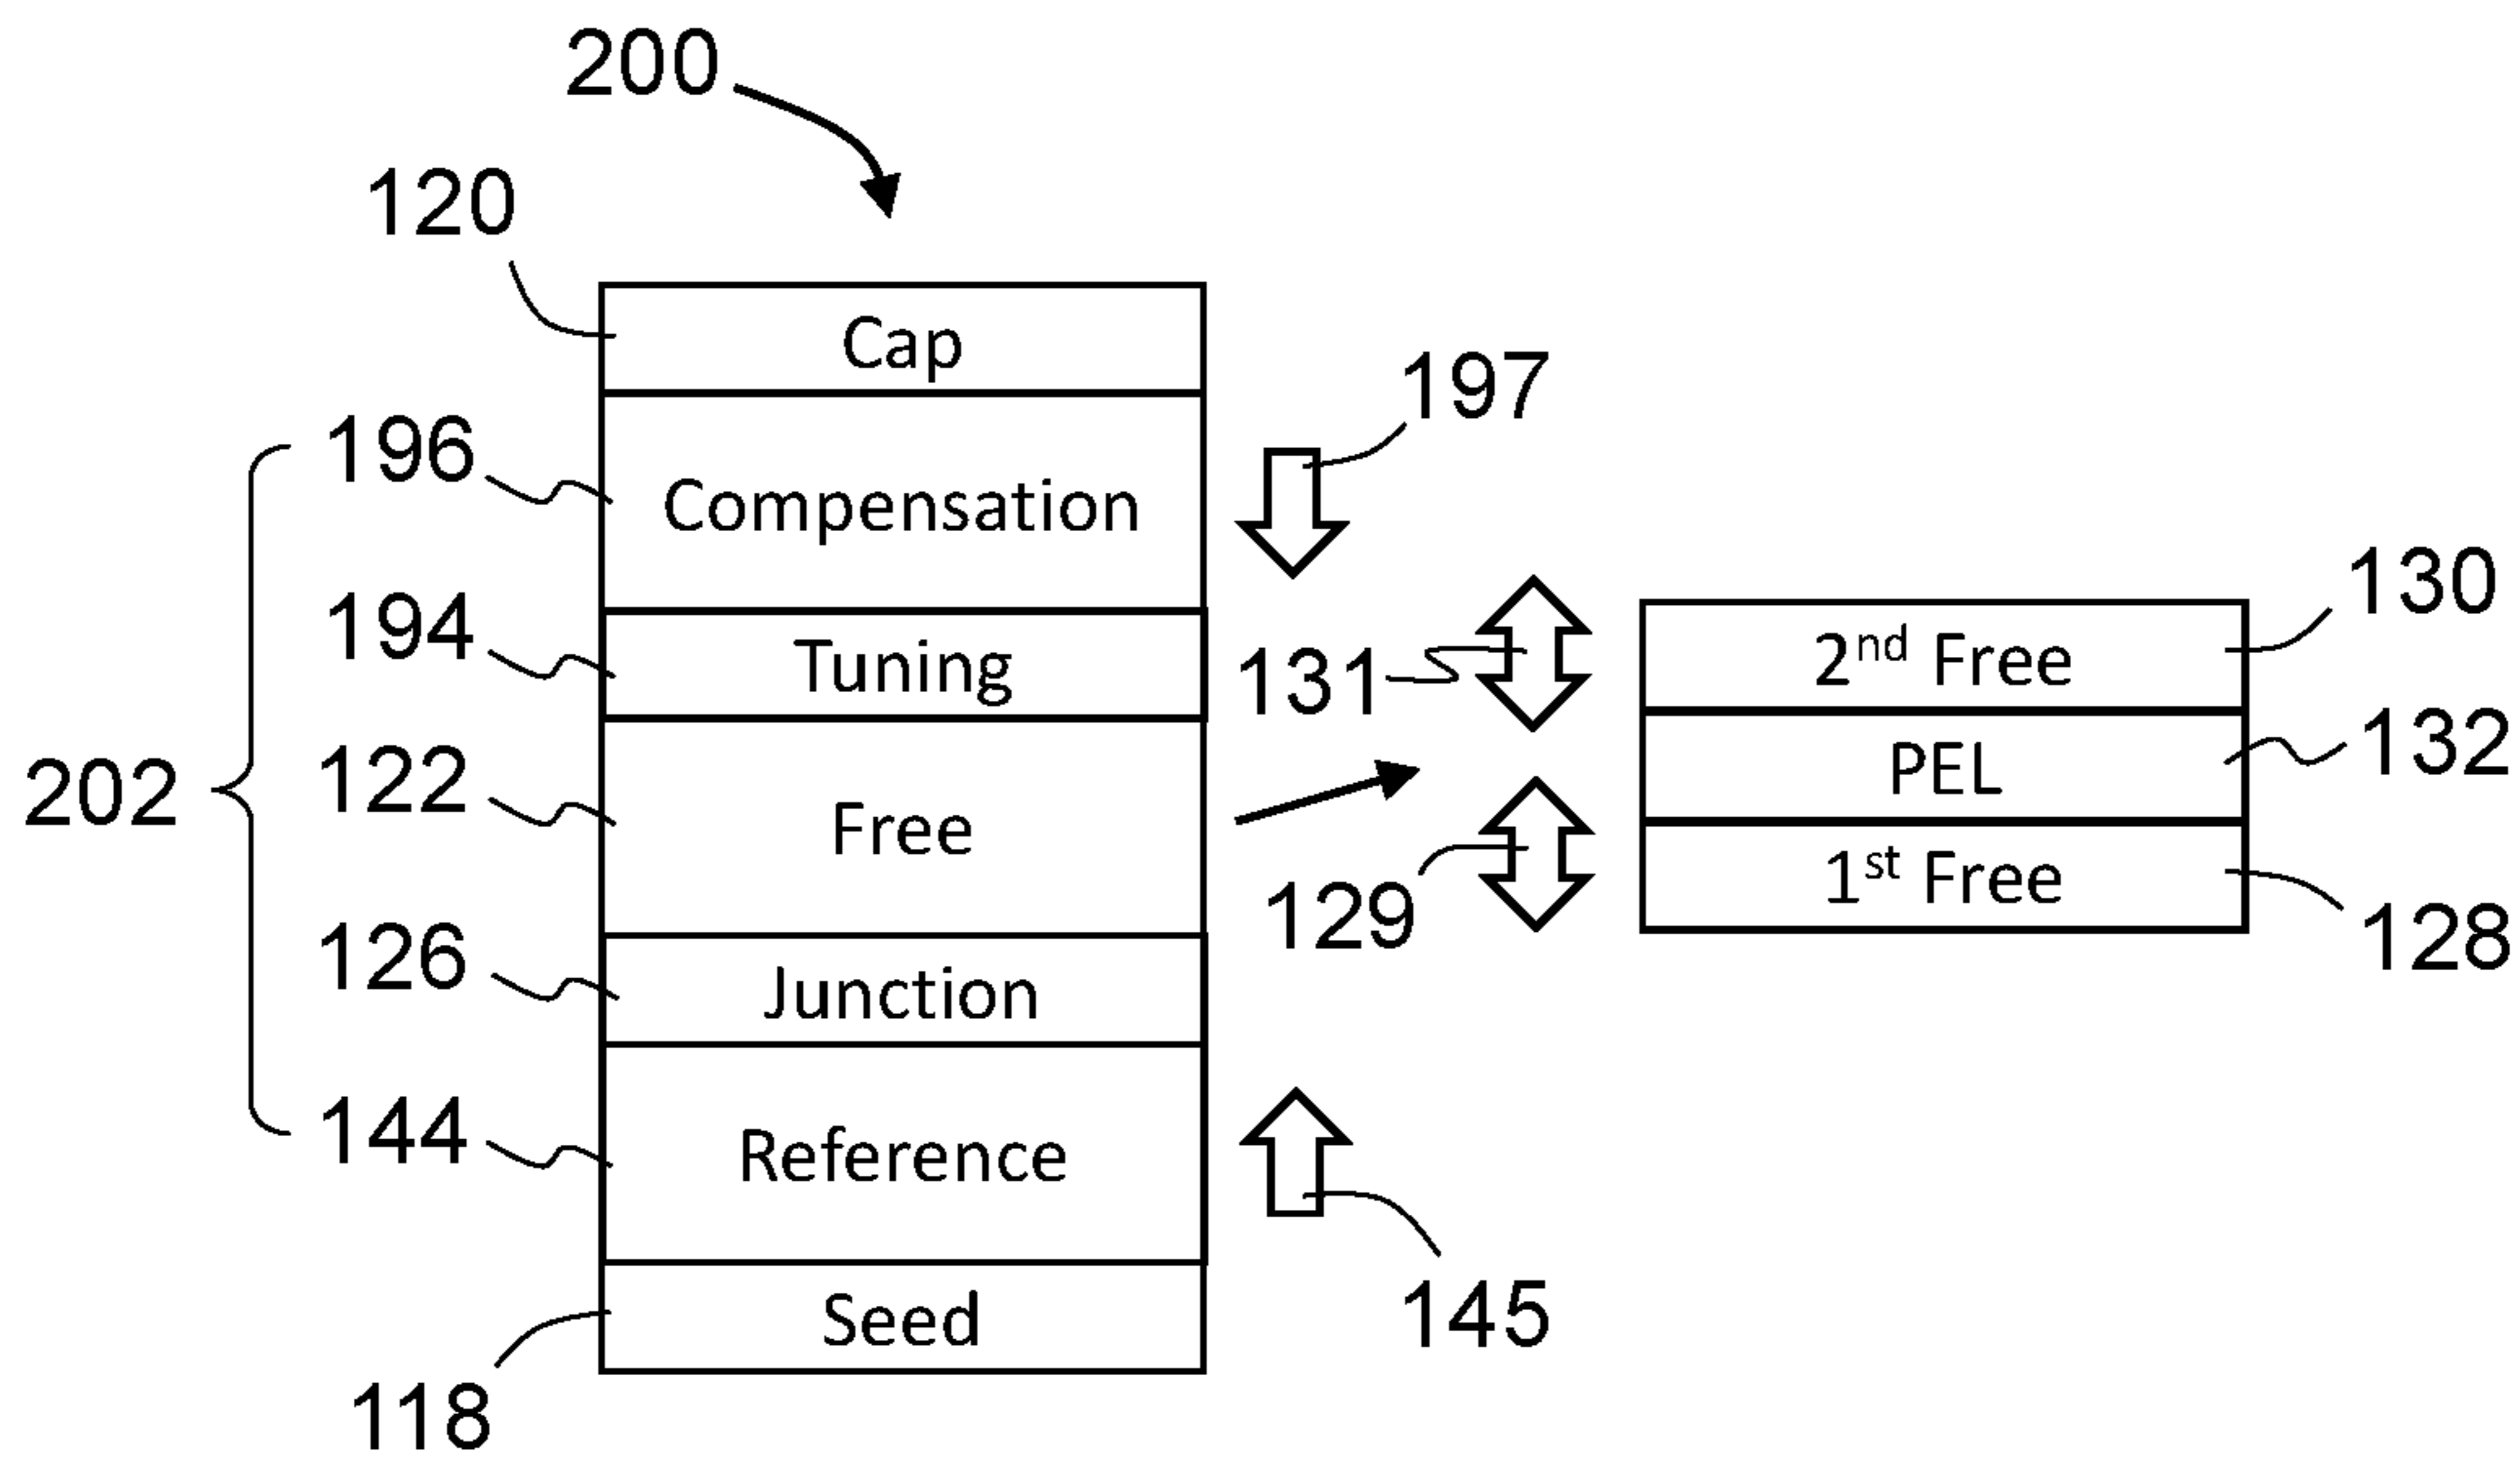 200
120
Cap
197
196
Compensation
130
194
Tuning
131
2nd Free
132
122
202
Free
PEL
129
1st Free
128
126
Junction
144
Reference
145
Seed
118